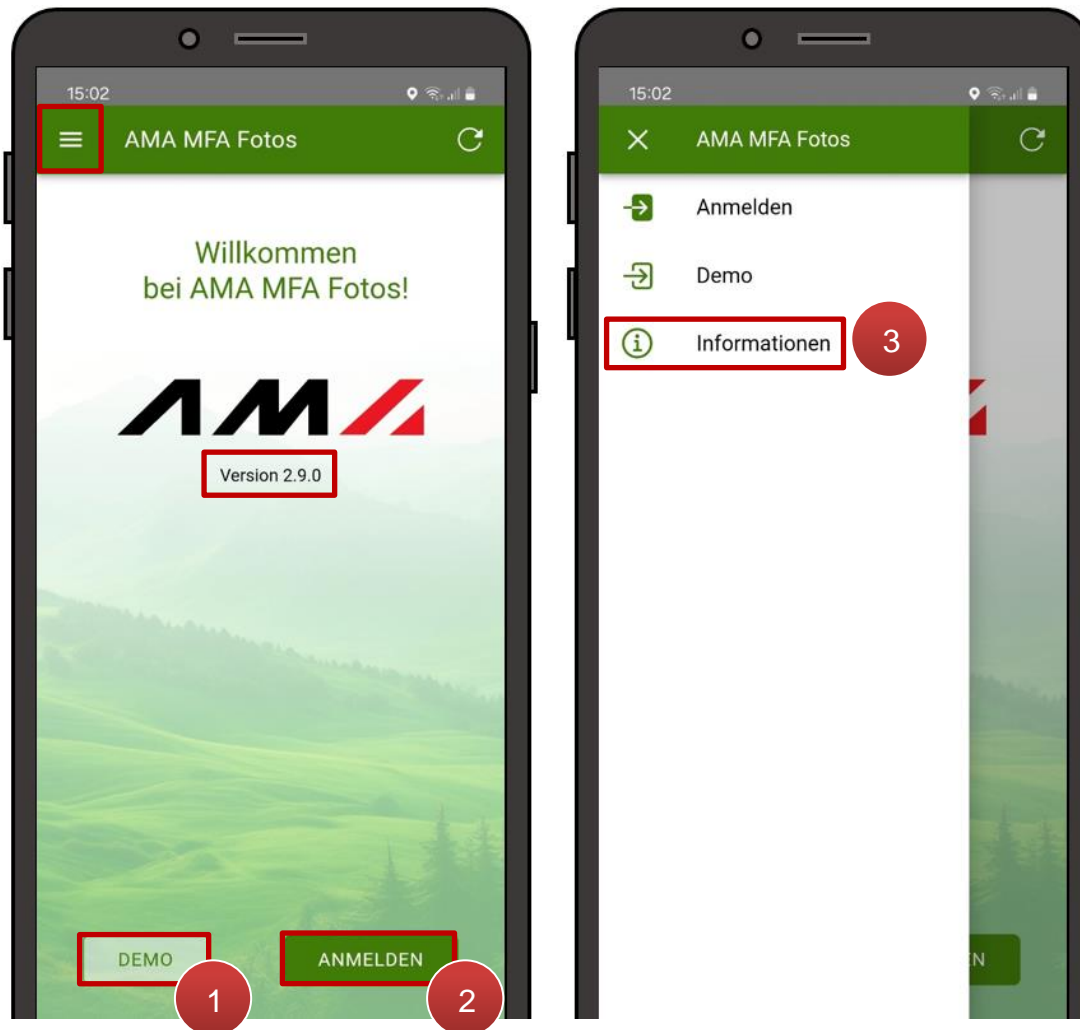 15:02
AMA MFA Fotos
Willkommen
bei AMA MFA Fotos!
AMA
Version 2.9.0
DEMO
ANMELDEN
1
2
15:02
AMA MFA Fotos
Anmelden
Demo
Informationen
3
N